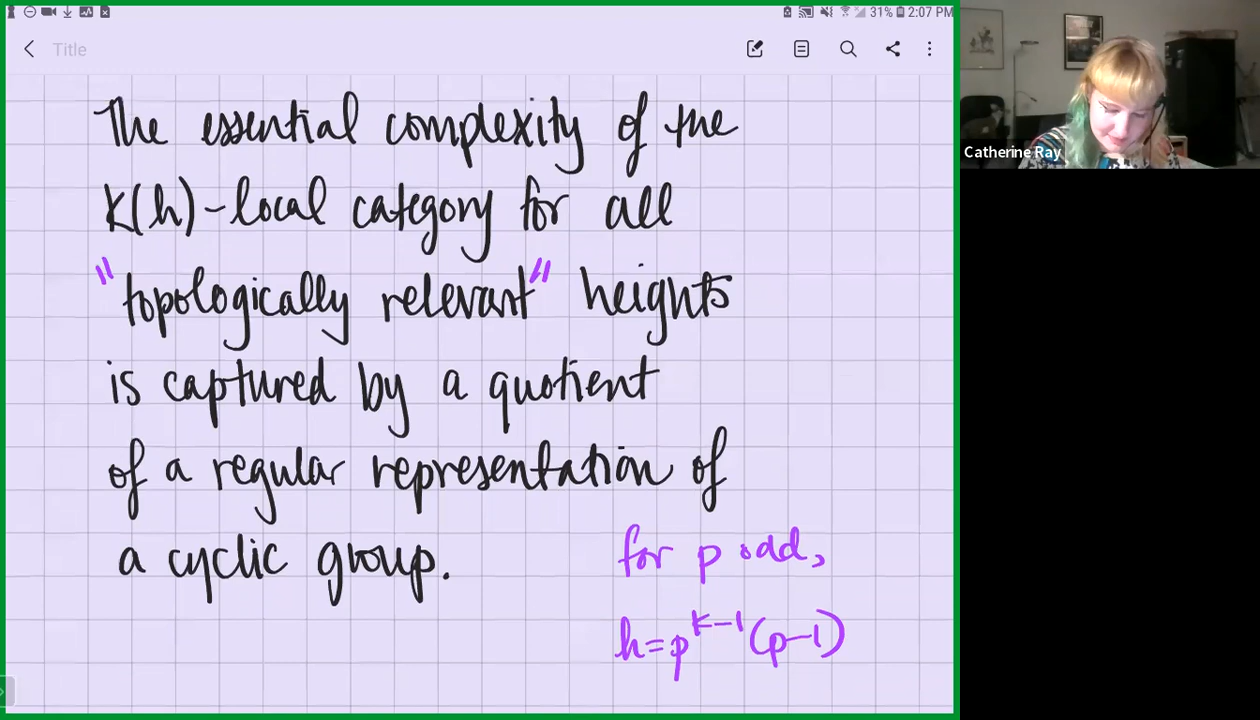 31% 2:07 PM
Title
The essential complexity of the
K(h)-local category for all
"topologically relevant" heights
is captured by a quotient
of a regular representation of
a cyclic group.
for p odd,
h=p^{k-1}(p-1)
Catherine Ray